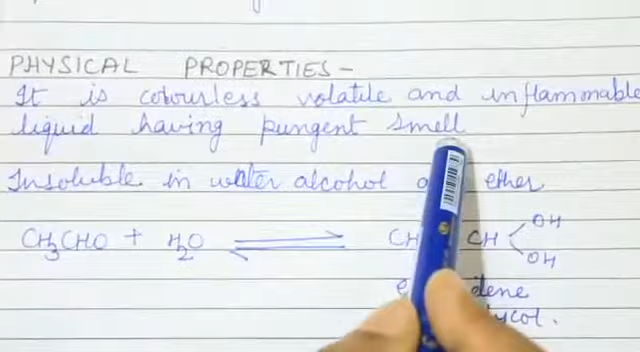 PHYSICAL PROPERTIES -
It is colourless volatile and inflammable
liquid having pungent smell
Insoluble in water alcohol ether
CH3CHO + H2O ⇌ CH CH OH
OH